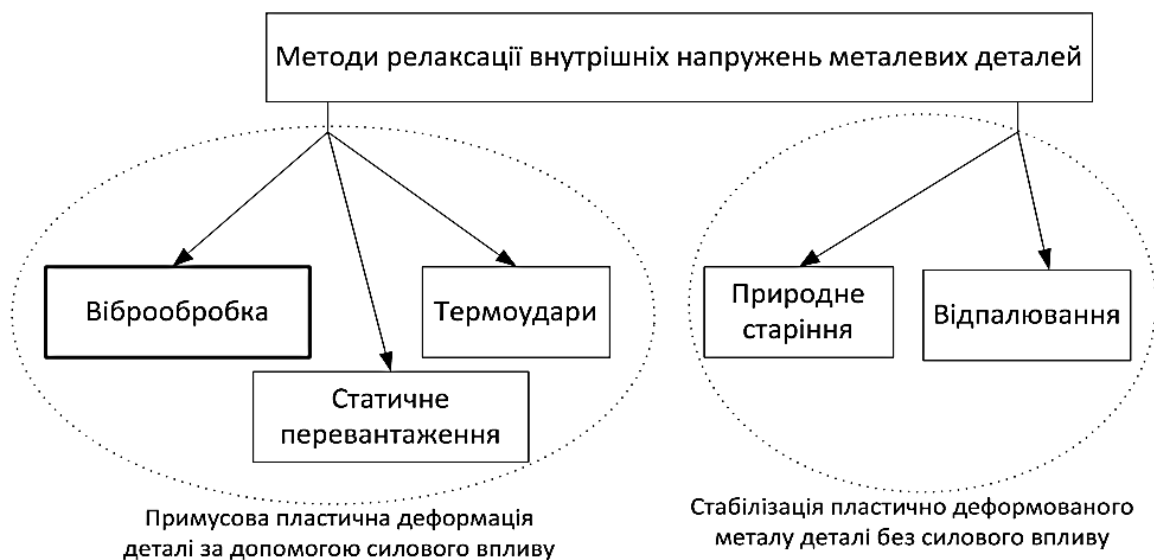 Методи релаксації внутрішніх напружень металевих деталей
Віброобробка
Термоудари
Статичне
перевантаження
Природне
старіння
Відпалювання
Примусова пластична деформація
деталі за допомогою силового впливу
Стабілізація пластично деформованого
металу деталі без силового впливу